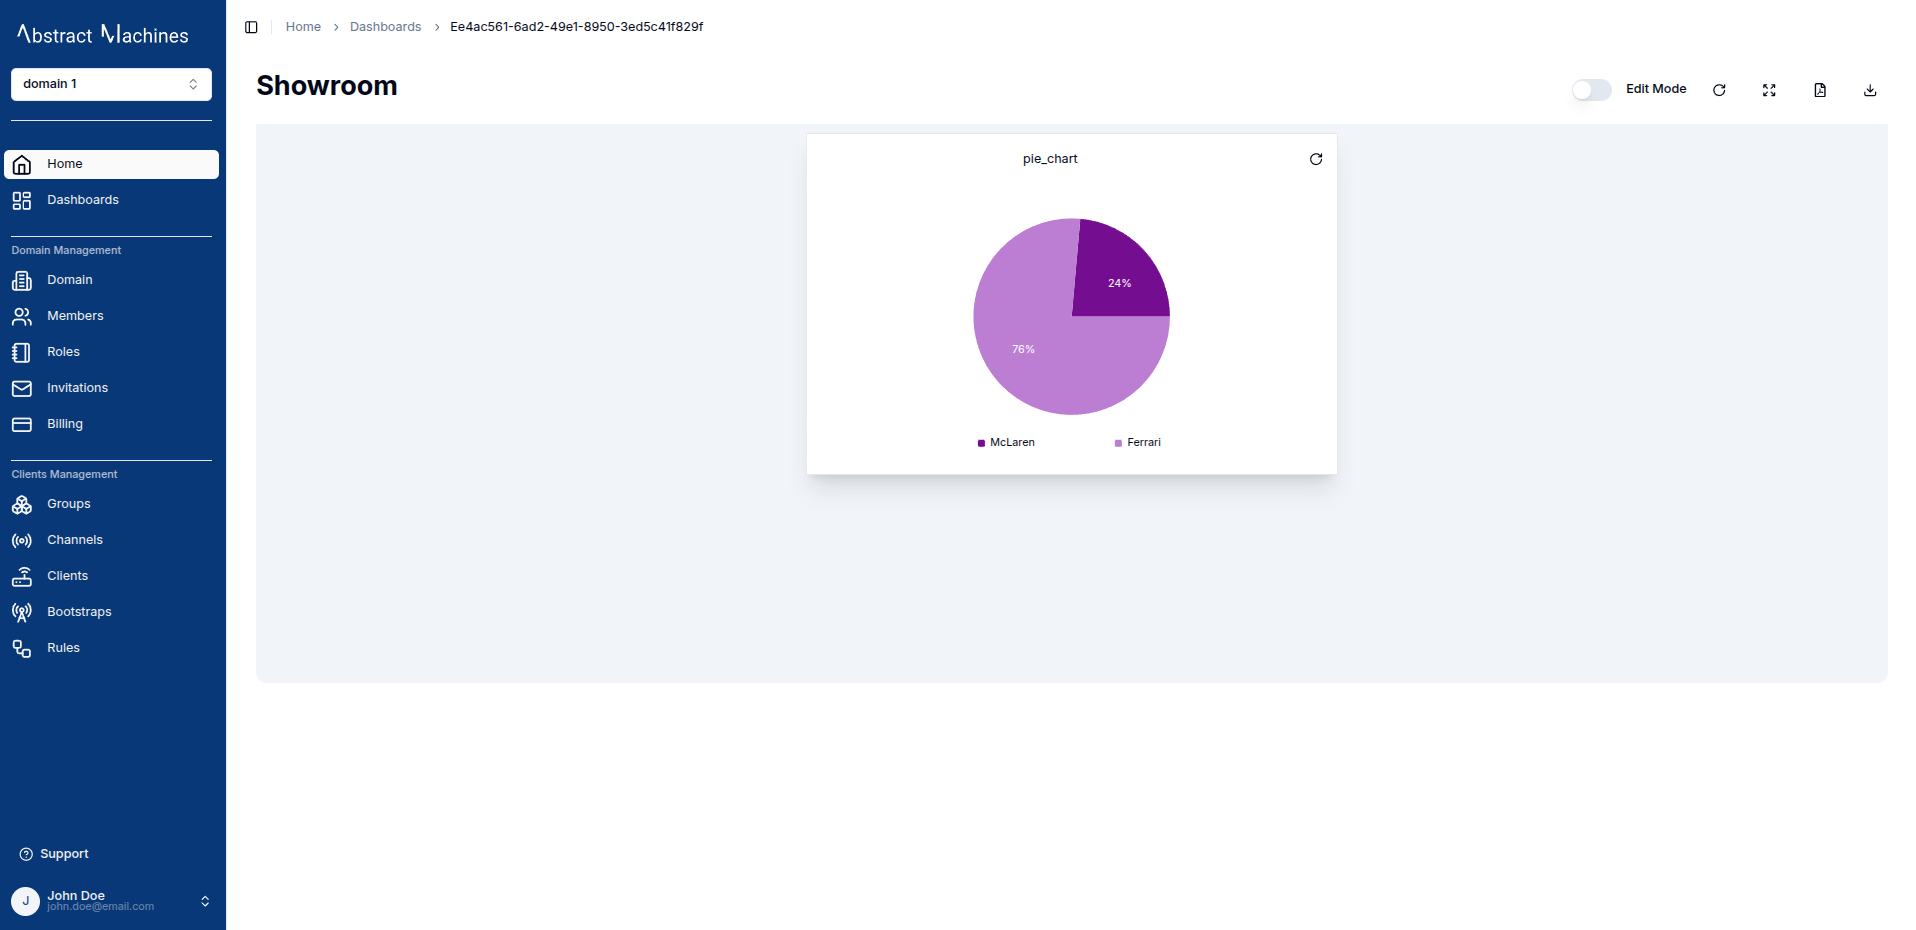 Abstract Machines
domain 1
Home
Dashboards
Domain Management
Domain
Members
Roles
Invitations
Billing
Clients Management
Groups
Channels
Clients
Bootstraps
Rules
Support
J
John Doe
john.doe@email.com
Home > Dashboards > Ee4ac561-6ad2-49e1-8950-3ed5c41f829f
Showroom
Edit Mode
pie_chart
24%
76%
McLaren
Ferrari